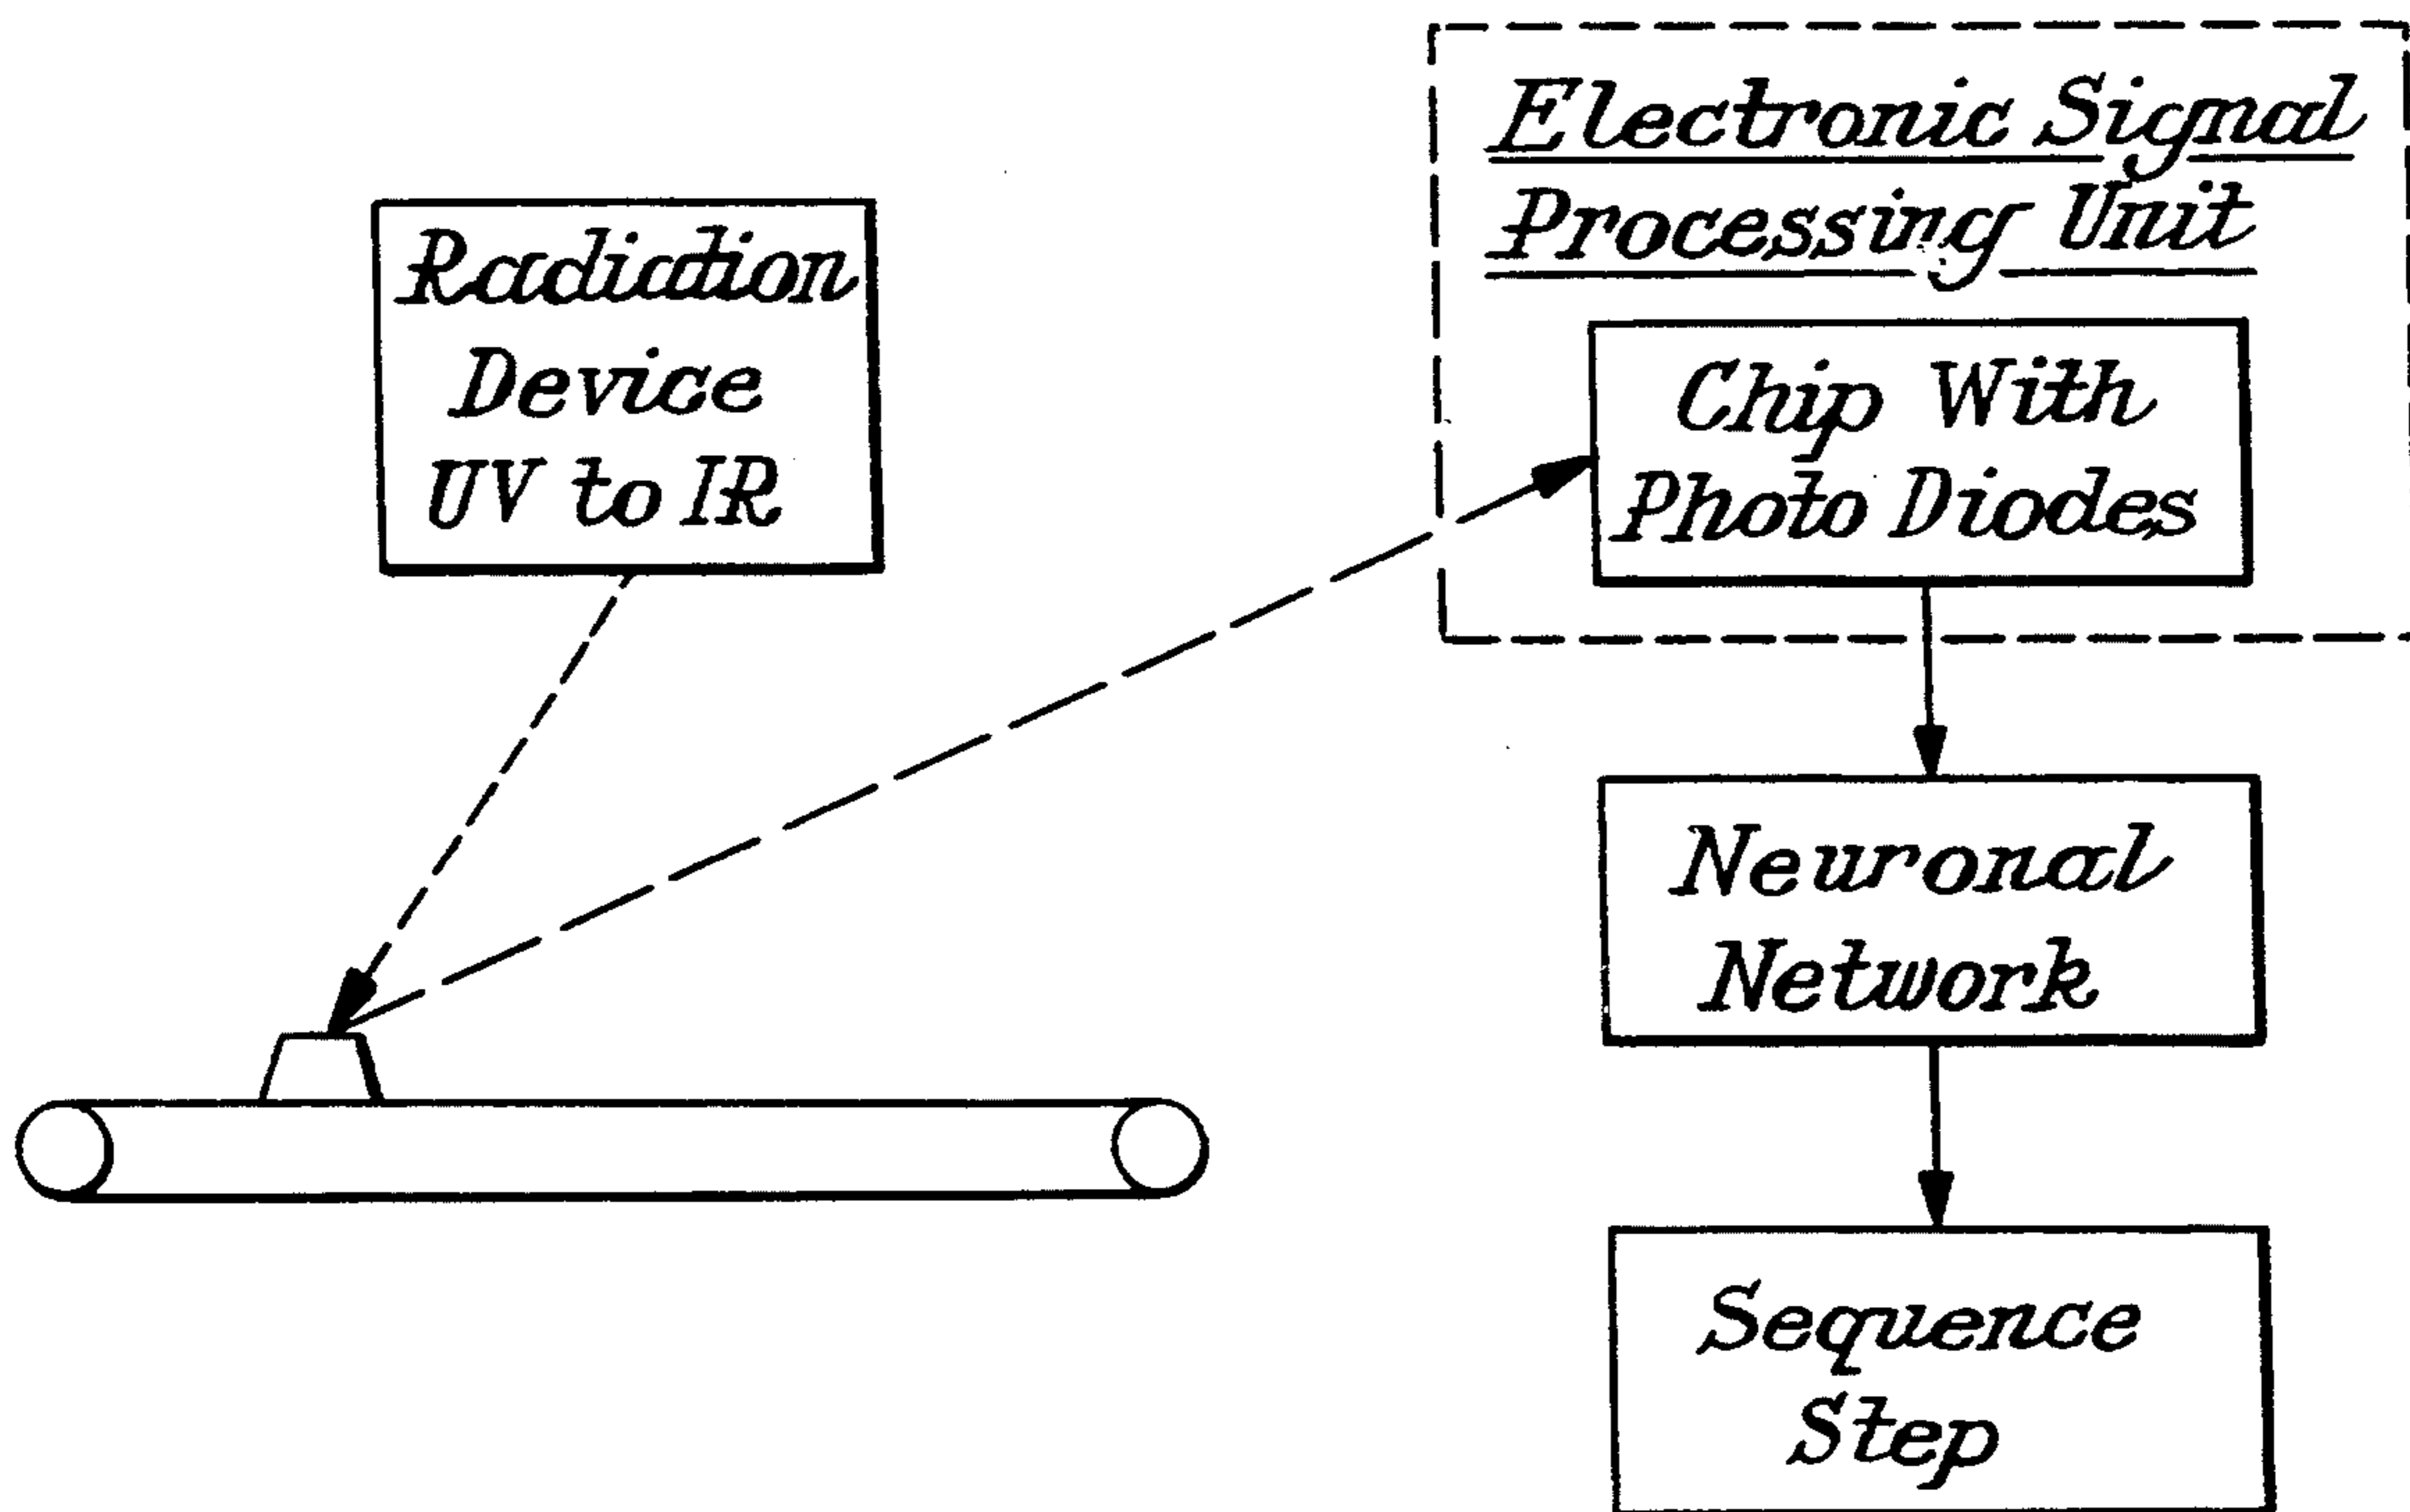 Radiation
Device
UV to IR
Electronic Signal
Processing Unit
Chip With
Photo Diodes
Neuronal
Network
Sequence
Step